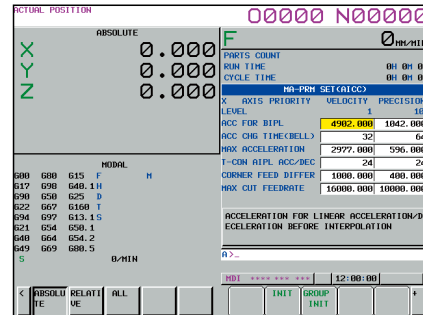 ACTUAL POSITION O0000 N00000
ABSOLUTE
X 0.000
Y 0.000
Z 0.000
F 0 MM/MIN
PARTS COUNT
RUN TIME 0H 0M 0
CYCLE TIME 0H 0M 0
MA-PRM SET(AICC)
X AXIS PRIORITY VELOCITY PRECISION
LEVEL 1 10
ACC FOR BIPL 4902.000 1042.000
ACC CHG TIME(BELL) 32 64
MAX ACCELERATION 2977.000 596.000
T-CON AIPL ACC/DEC 24 24
CORNER FEED DIFFER 1000.000 400.000
MAX CUT FEEDRATE 16000.000 10000.000
MODAL
G00 G80 G15 F M
G17 G98 G40.1 H
G90 G50 G25 D
G22 G67 G160 T
G94 G97 G13.1 S
G21 G54 G50.1
G40 G64 G54.2
G49 G69 G80.5
S 0/MIN
ACCELERATION FOR LINEAR ACCELERATION/D
ECELERATION BEFORE INTERPOLATION
A>_
MDI **** *** *** 12:00:00
< ABSOLU
TE RELATI
VE ALL
INIT GROUP
INIT +